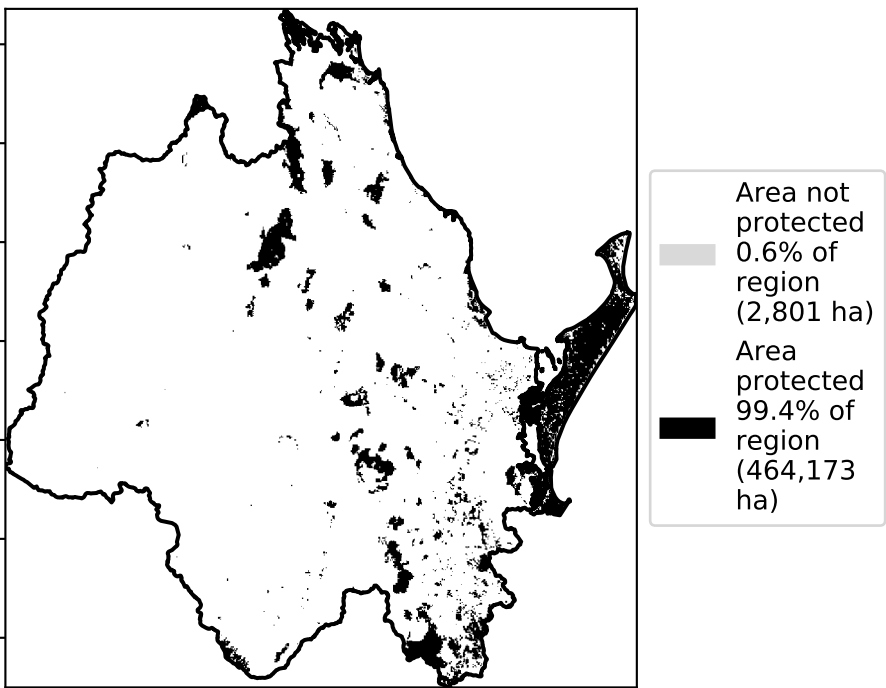 Area not
protected
0.6% of
region
(2,801 ha)
Area
protected
99.4% of
region
(464,173
ha)